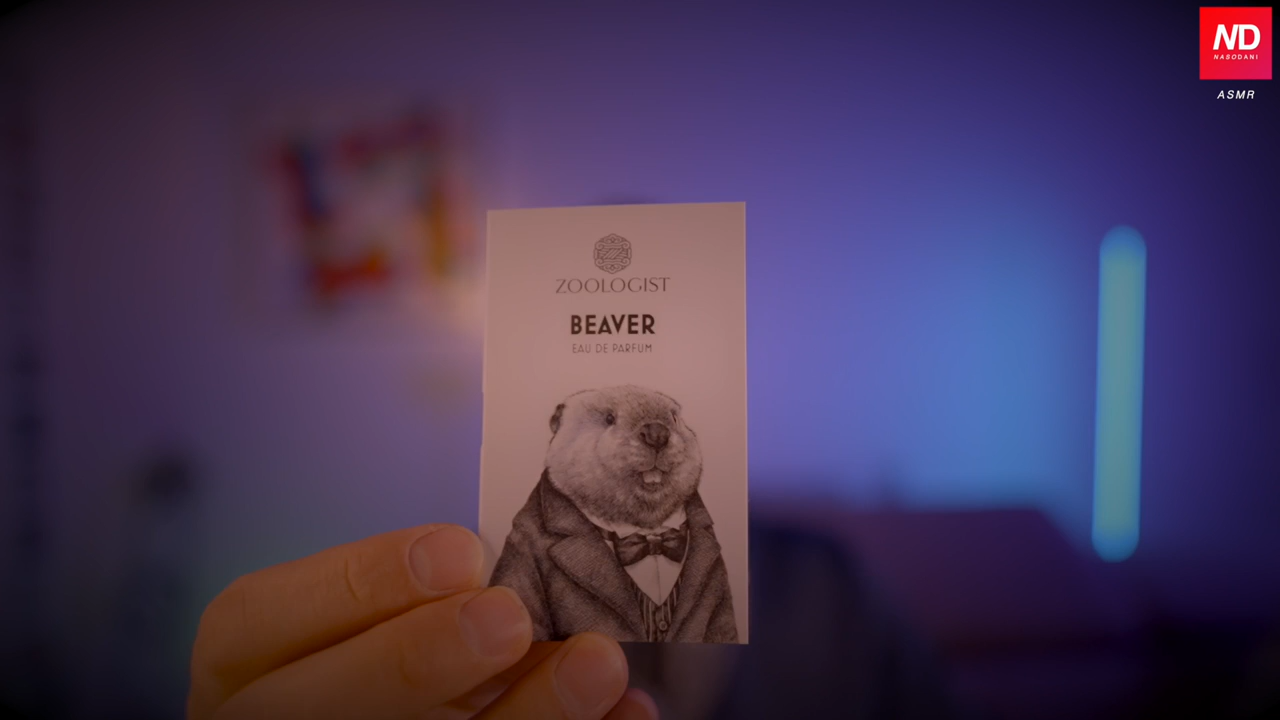 ND
NASODANI
ASMR
ZOOLOGIST
BEAVER
EAU DE PARFUM